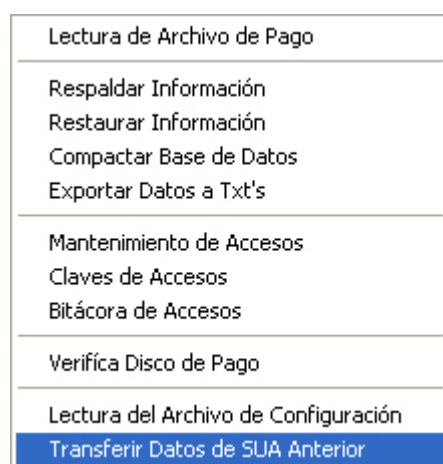 Lectura de Archivo de Pago
Respaldar Información
Restaurar Información
Compactar Base de Datos
Exportar Datos a Txt's
Mantenimiento de Accesos
Claves de Accesos
Bitácora de Accesos
Verifíca Disco de Pago
Lectura del Archivo de Configuración
Transferir Datos de SUA Anterior